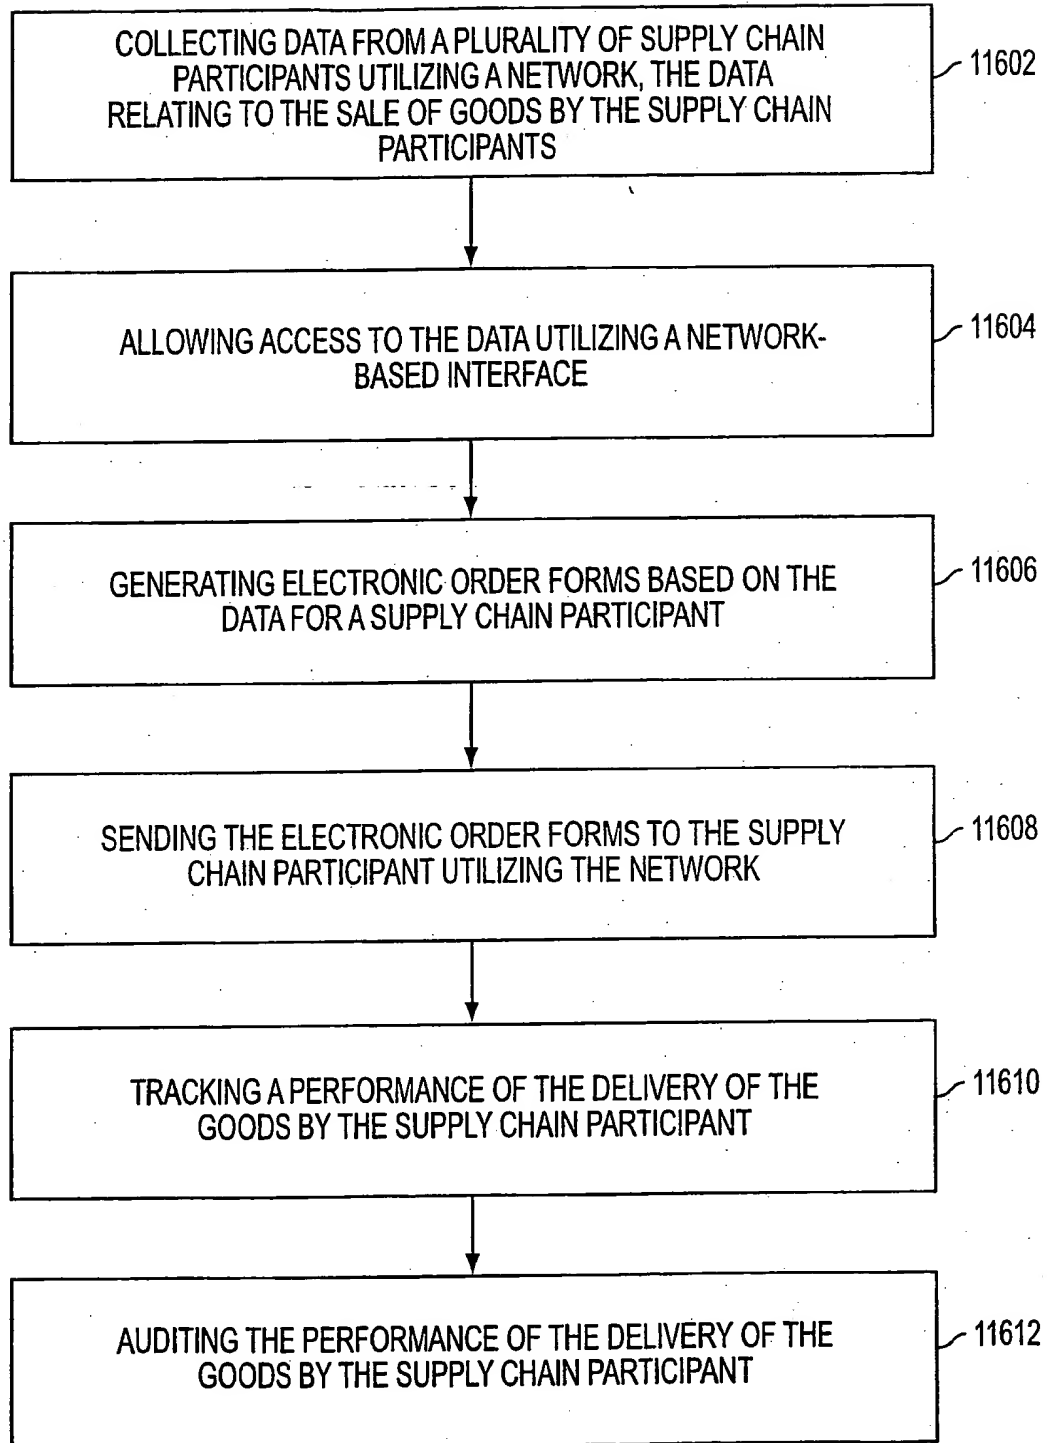 COLLECTING DATA FROM A PLURALITY OF SUPPLY CHAIN
PARTICIPANTS UTILIZING A NETWORK, THE DATA
RELATING TO THE SALE OF GOODS BY THE SUPPLY CHAIN
PARTICIPANTS
11602
ALLOWING ACCESS TO THE DATA UTILIZING A NETWORK-
BASED INTERFACE
11604
GENERATING ELECTRONIC ORDER FORMS BASED ON THE
DATA FOR A SUPPLY CHAIN PARTICIPANT
11606
SENDING THE ELECTRONIC ORDER FORMS TO THE SUPPLY
CHAIN PARTICIPANT UTILIZING THE NETWORK
11608
TRACKING A PERFORMANCE OF THE DELIVERY OF THE
GOODS BY THE SUPPLY CHAIN PARTICIPANT
11610
AUDITING THE PERFORMANCE OF THE DELIVERY OF THE
GOODS BY THE SUPPLY CHAIN PARTICIPANT
11612